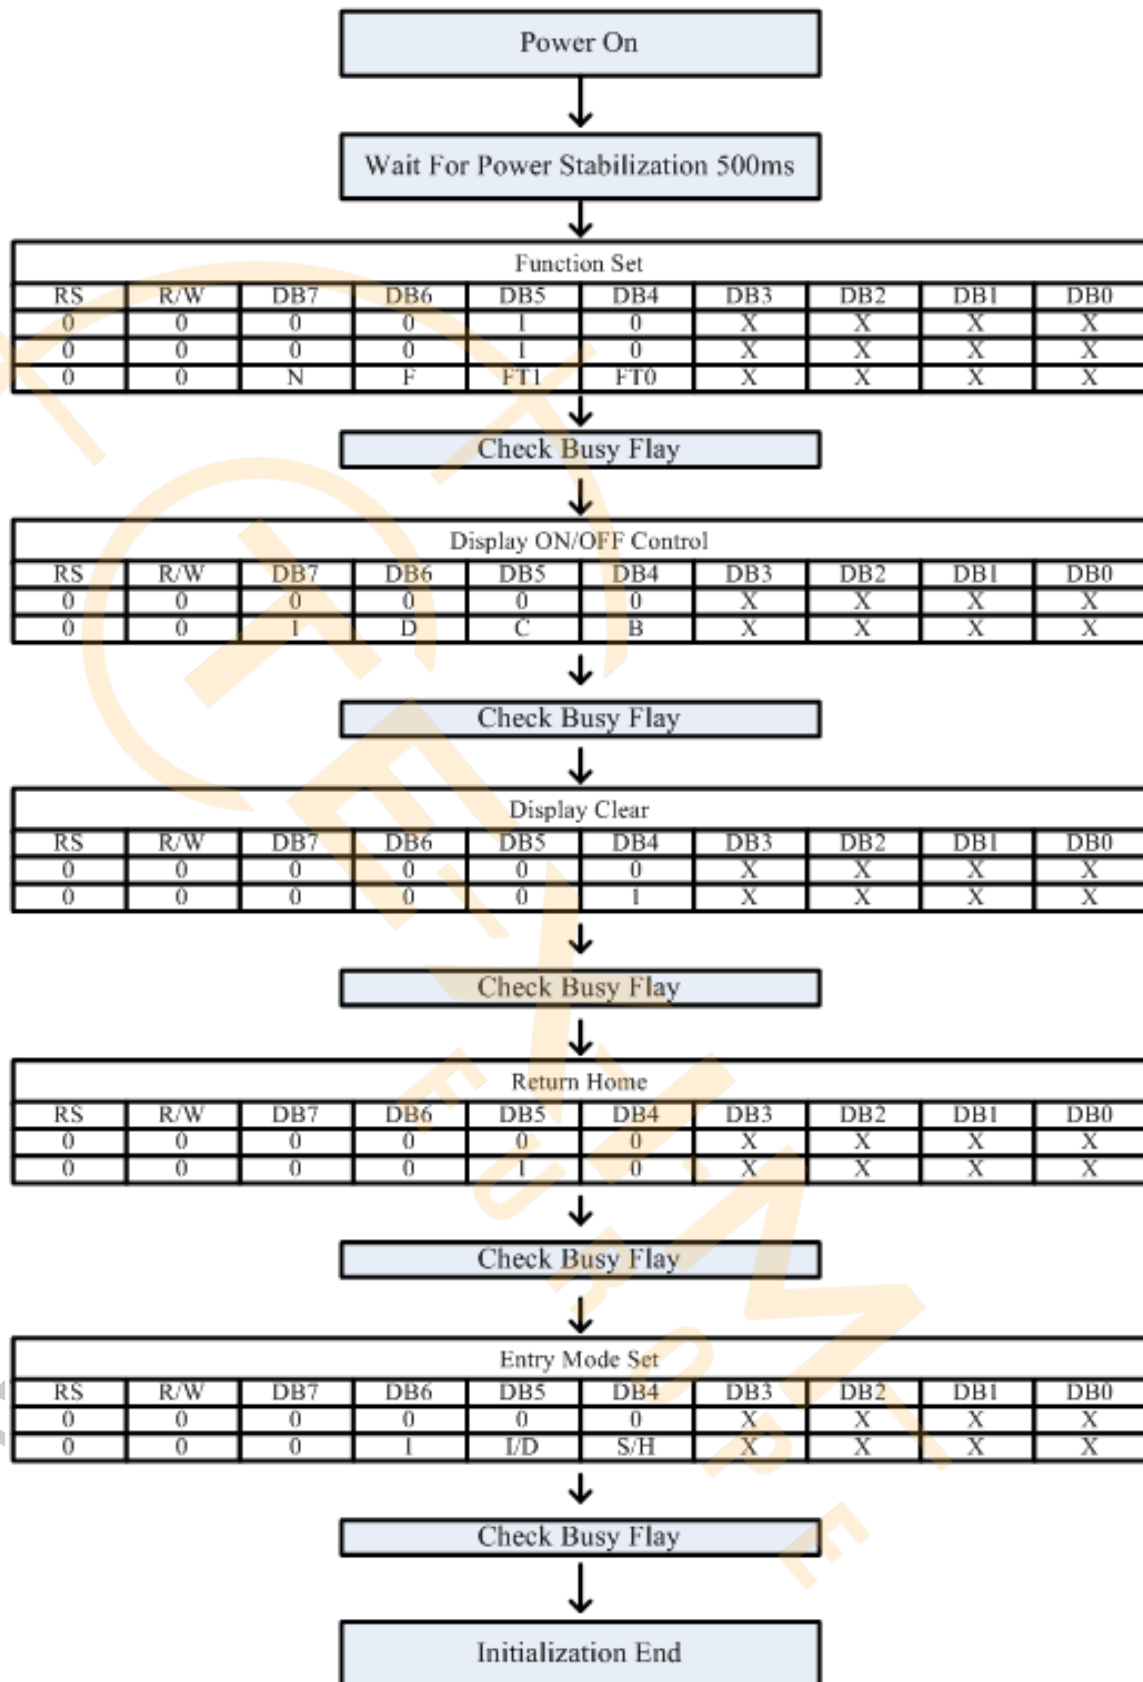 Power On
Wait For Power Stabilization 500ms
Function Set
RS R/W DB7 DB6 DB5 DB4 DB3 DB2 DB1 DB0
0 0 0 0 1 0 X X X X
0 0 0 0 1 0 X X X X
0 0 N F FT1 FT0 X X X X
Check Busy Flay
Display ON/OFF Control
RS R/W DB7 DB6 DB5 DB4 DB3 DB2 DB1 DB0
0 0 0 0 0 0 X X X X
0 0 1 D C B X X X X
Check Busy Flay
Display Clear
RS R/W DB7 DB6 DB5 DB4 DB3 DB2 DB1 DB0
0 0 0 0 0 0 X X X X
0 0 0 0 0 1 X X X X
Check Busy Flay
Return Home
RS R/W DB7 DB6 DB5 DB4 DB3 DB2 DB1 DB0
0 0 0 0 0 0 X X X X
0 0 0 0 1 0 X X X X
Check Busy Flay
Entry Mode Set
RS R/W DB7 DB6 DB5 DB4 DB3 DB2 DB1 DB0
0 0 0 0 0 0 X X X X
0 0 0 1 I/D S/H X X X X
Check Busy Flay
Initialization End
TEXIM
EUROPE